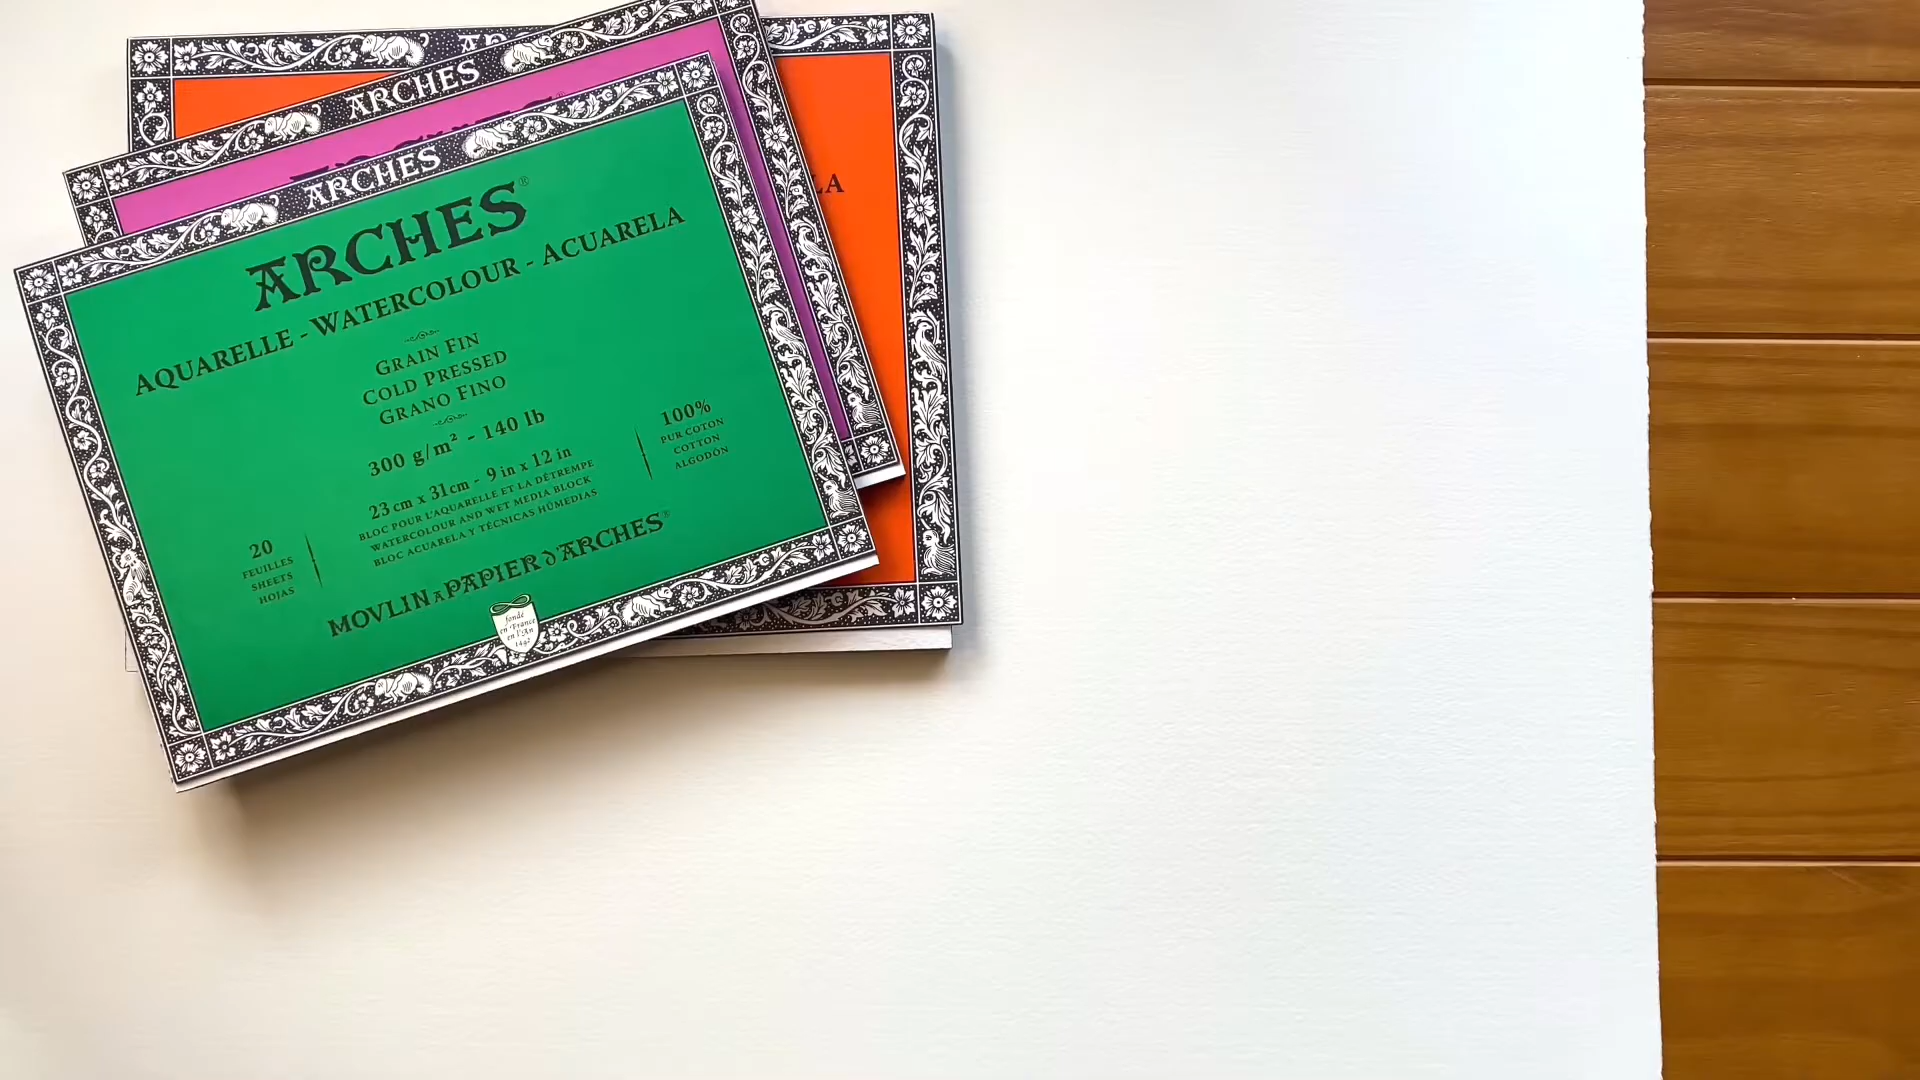 ARCHES
ARCHES
ARCHES®
AQUARELLE - WATERCOLOUR - ACUARELA
GRAIN FIN
COLD PRESSED
GRANO FINO
300 g/m² - 140 lb
23 cm x 31 cm - 9 in x 12 in
BLOC POUR L'AQUARELLE ET LA DÉTREMPE
WATERCOLOUR AND WET MEDIA BLOCK
BLOC ACUARELA Y TÉCNICAS HÚMEDAS
100%
PUR COTON
COTTON
ALGODÓN
20
FEUILLES
SHEETS
HOJAS
MOVLIN A PAPIER D'ARCHES®
fondé
en France
en l'An
1492
LA